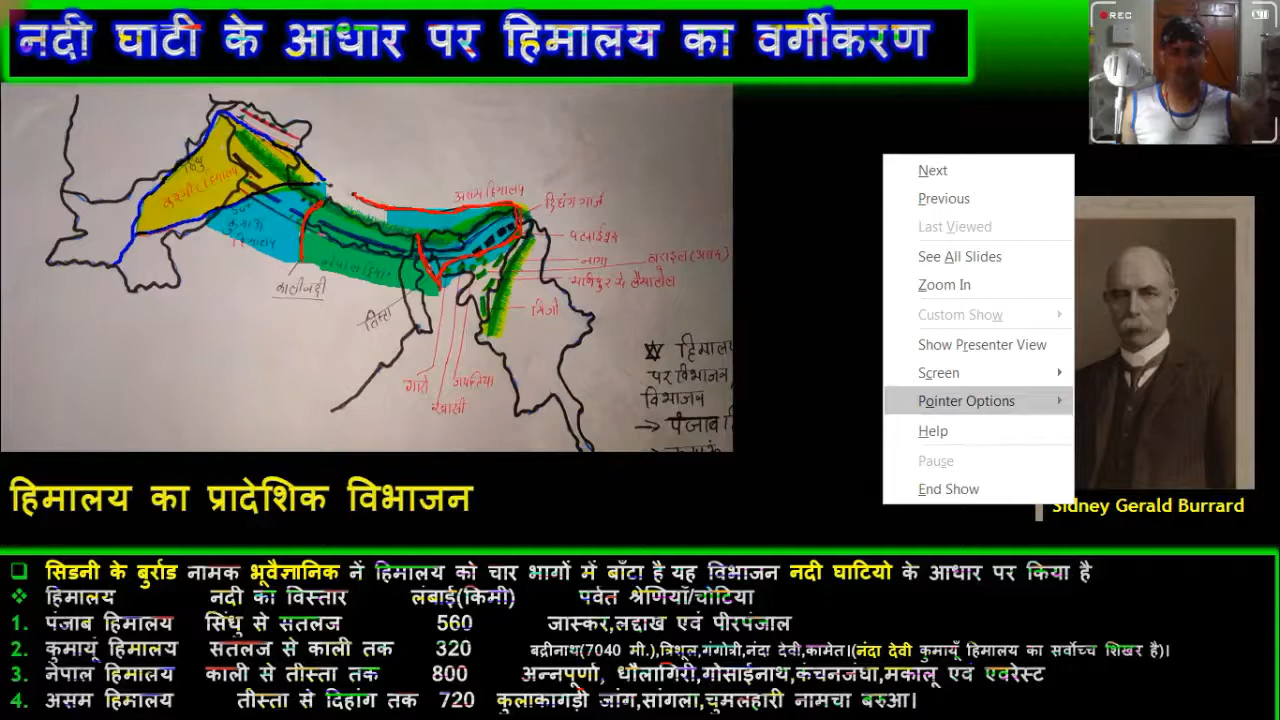 नदी घाटी के आधार पर हिमालय का वर्गीकरण
REC
सिंधु
असम हिमालय
दिहांग गार्ज
नागा
कालीनदी
तिस्ता
मिजो
गारो
जयन्तिया
खासी
हिमालय
पर विभाजन
विभाजन
→ पंजाब
Next
Previous
Last Viewed
See All Slides
Zoom In
Custom Show
Show Presenter View
Screen
Pointer Options
Help
Pause
End Show
Sidney Gerald Burrard
हिमालय का प्रादेशिक विभाजन
सिडनी के बुर्राड नामक भूवैज्ञानिक नें हिमालय को चार भागों में बाँटा है यह विभाजन नदी घाटियो के आधार पर किया है
हिमालय नदी का विस्तार लंबाई(किमी) पर्वत श्रेणियाँ/चोटिया
1. पंजाब हिमालय सिंधु से सतलज 560 जास्कर,लद्दाख एवं पीरपंजाल
2. कुमायूं हिमालय सतलज से काली तक 320 बद्रीनाथ(7040 मी.),त्रिशूल,गंगोत्री,नंदा देवी,कामेत।(नंदा देवी कुमायूँ हिमालय का सर्वोच्च शिखर है)।
3. नेपाल हिमालय काली से तीस्ता तक 800 अन्नपूर्णा, धौलागिरी,गोसाईनाथ,कंचनजंघा,मकालू एवं एवरेस्ट
4. असम हिमालय तीस्ता से दिहांग तक 720 कुलाकागड़ी जांग,सांगला,चुमलहारी नामचा बरुआ।